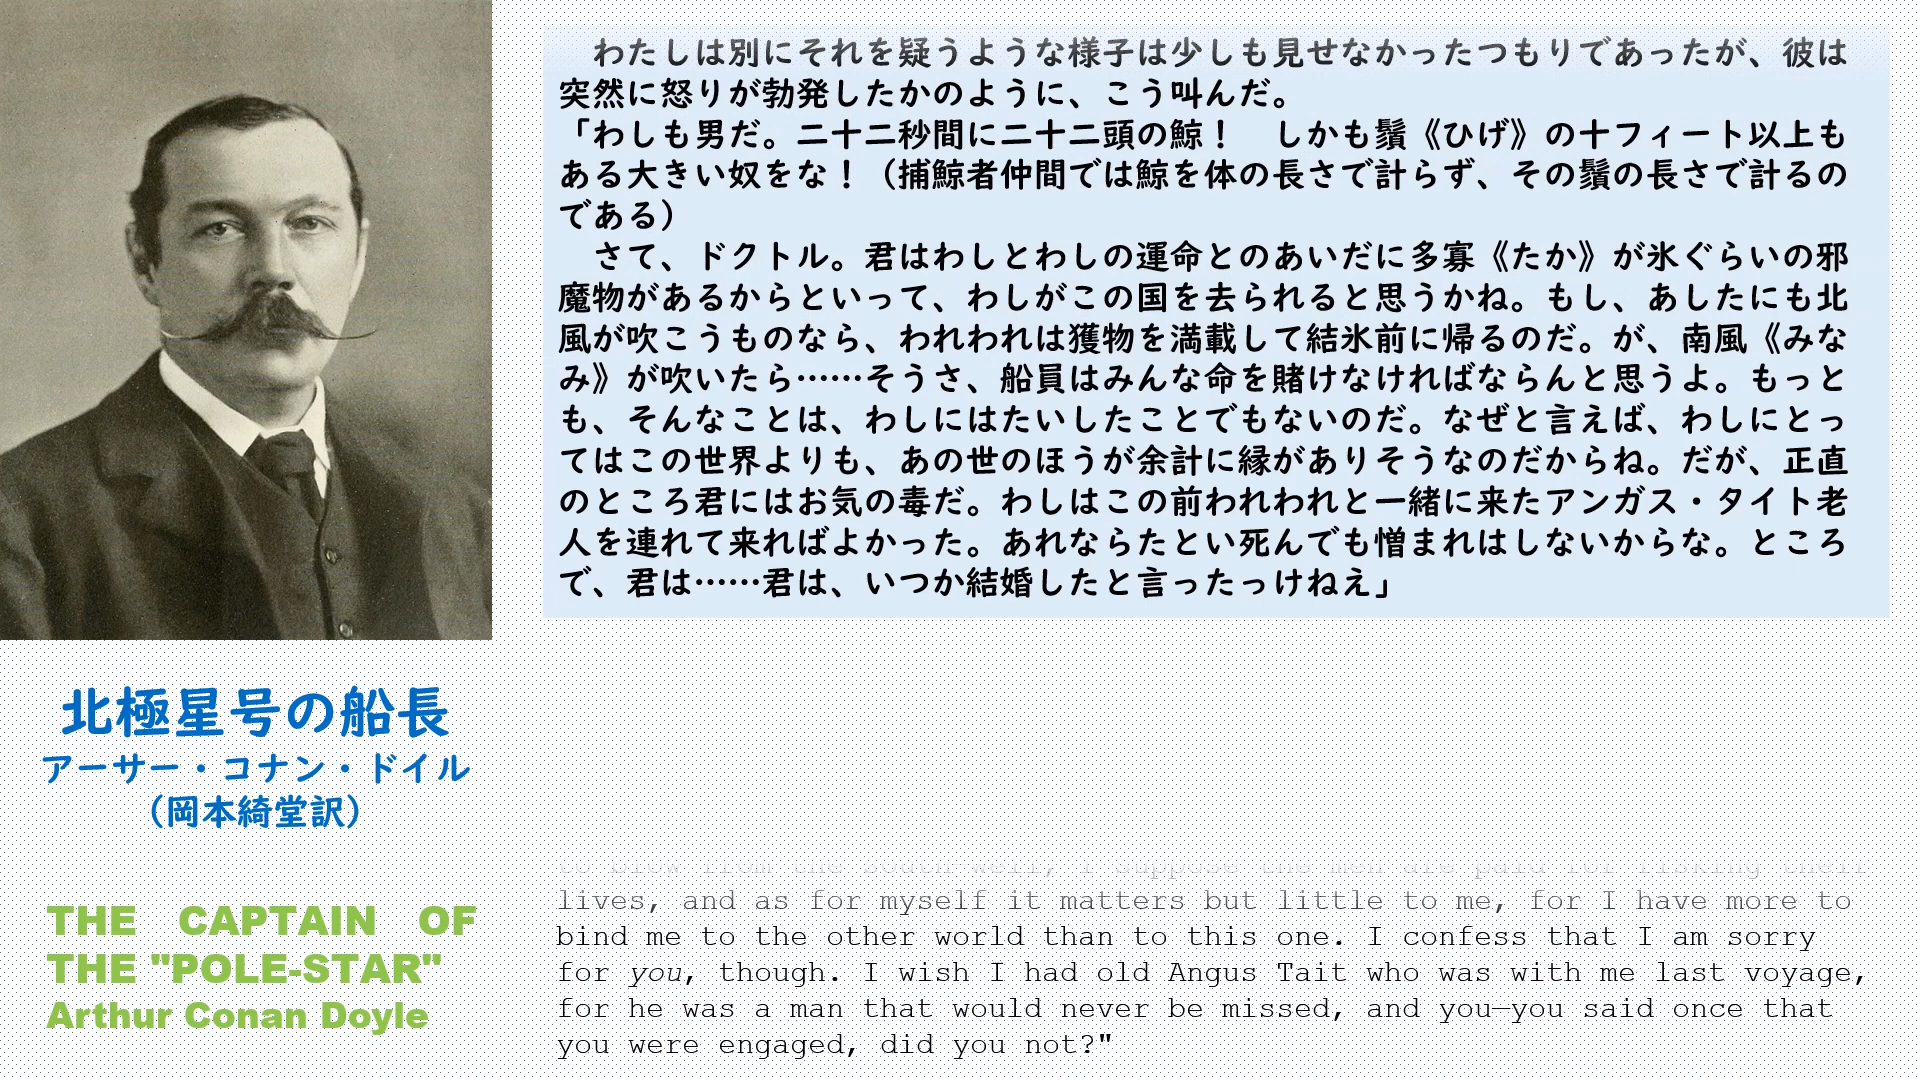 わたしは別にそれを疑うような様子は少しも見せなかったつもりであったが、彼は
突然に怒りが勃発したかのように、こう叫んだ。
「わしも男だ。二十二秒間に二十二頭の鯨！　しかも鬚《ひげ》の十フィート以上も
ある大きい奴をな！（捕鯨者仲間では鯨を体の長さで計らず、その鬚の長さで計るの
である）
さて、ドクトル。君はわしとわしの運命とのあいだに多寡《たか》が氷ぐらいの邪
魔物があるからといって、わしがこの国を去られると思うかね。もし、あしたにも北
風が吹こうものなら、われわれは獲物を満載して結氷前に帰るのだ。が、南風《みな
み》が吹いたら……そうさ、船員はみんな命を賭けなければならんと思うよ。もっと
も、そんなことは、わしにはたいしたことでもないのだ。なぜと言えば、わしにとっ
てはこの世界よりも、あの世のほうが余計に縁がありそうなのだからね。だが、正直
のところ君にはお気の毒だ。わしはこの前われわれと一緒に来たアンガス・タイト老
人を連れて来ればよかった。あれならたとい死んでも憎まれはしないからな。ところ
で、君は……君は、いつか結婚したと言ったっけねえ」
北極星号の船長
アーサー・コナン・ドイル
（岡本綺堂訳）
THE CAPTAIN OF
THE "POLE-STAR"
Arthur Conan Doyle
to blow from the south—well, I suppose the men are paid for risking their
lives, and as for myself it matters but little to me, for I have more to
bind me to the other world than to this one. I confess that I am sorry
for you, though. I wish I had old Angus Tait who was with me last voyage,
for he was a man that would never be missed, and you—you said once that
you were engaged, did you not?"